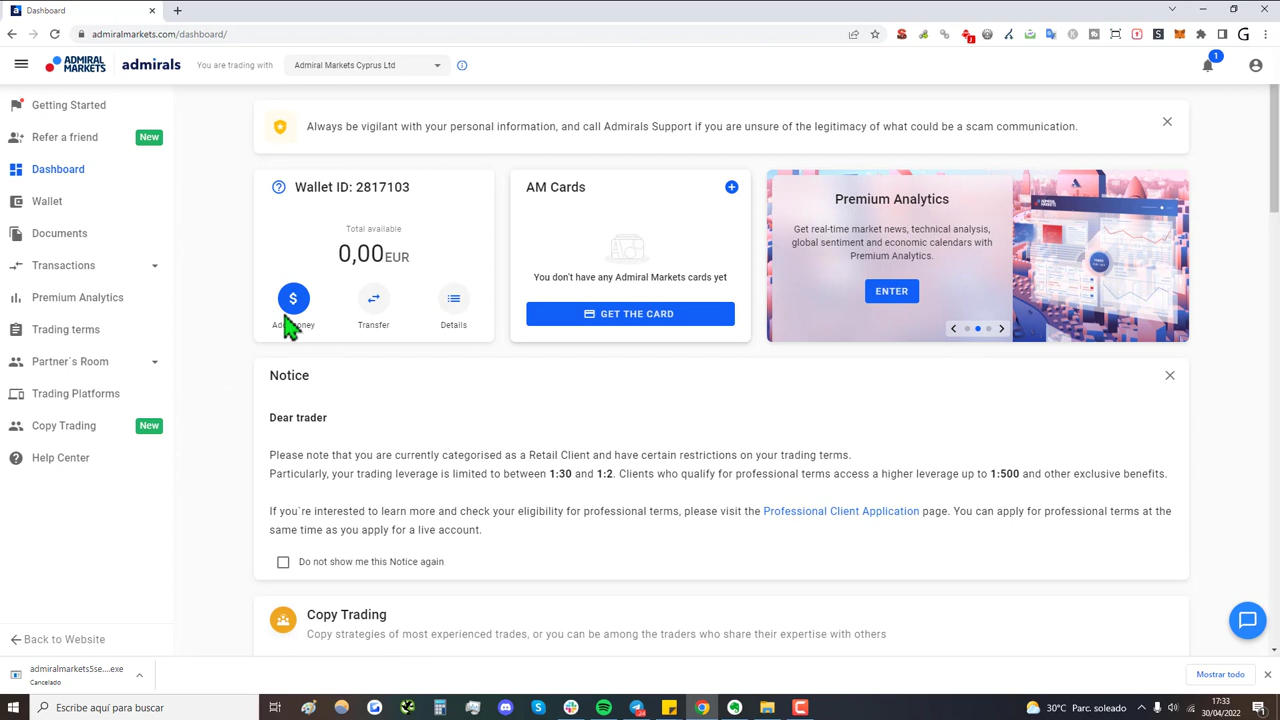 Dashboard
admiralmarkets.com/dashboard/
ADMIRAL MARKETS
admirals
You are trading with
Admiral Markets Cyprus Ltd
1
Getting Started
Refer a friend
New
Dashboard
Wallet
Documents
Transactions
Premium Analytics
Trading terms
Partner`s Room
Trading Platforms
Copy Trading
New
Help Center
Back to Website
Always be vigilant with your personal information, and call Admirals Support if you are unsure of the legitimacy of what could be a scam communication.
Wallet ID: 2817103
Total available
0,00 EUR
Transfer
Details
AM Cards
You don't have any Admiral Markets cards yet
GET THE CARD
Premium Analytics
Get real-time market news, technical analysis,
global sentiment and economic calendars with
Premium Analytics.
ENTER
Notice
Dear trader
Please note that you are currently categorised as a Retail Client and have certain restrictions on your trading terms.
Particularly, your trading leverage is limited to between 1:30 and 1:2. Clients who qualify for professional terms access a higher leverage up to 1:500 and other exclusive benefits.
If you`re interested to learn more and check your eligibility for professional terms, please visit the Professional Client Application page. You can apply for professional terms at the
same time as you apply for a live account.
Do not show me this Notice again
Copy Trading
Copy strategies of most experienced trades, or you can be among the traders who share their expertise with others
admiralmarkets5se....exe
Cancelado
Mostrar todo
Escribe aquí para buscar
30°C Parc. soleado
17:33
30/04/2022